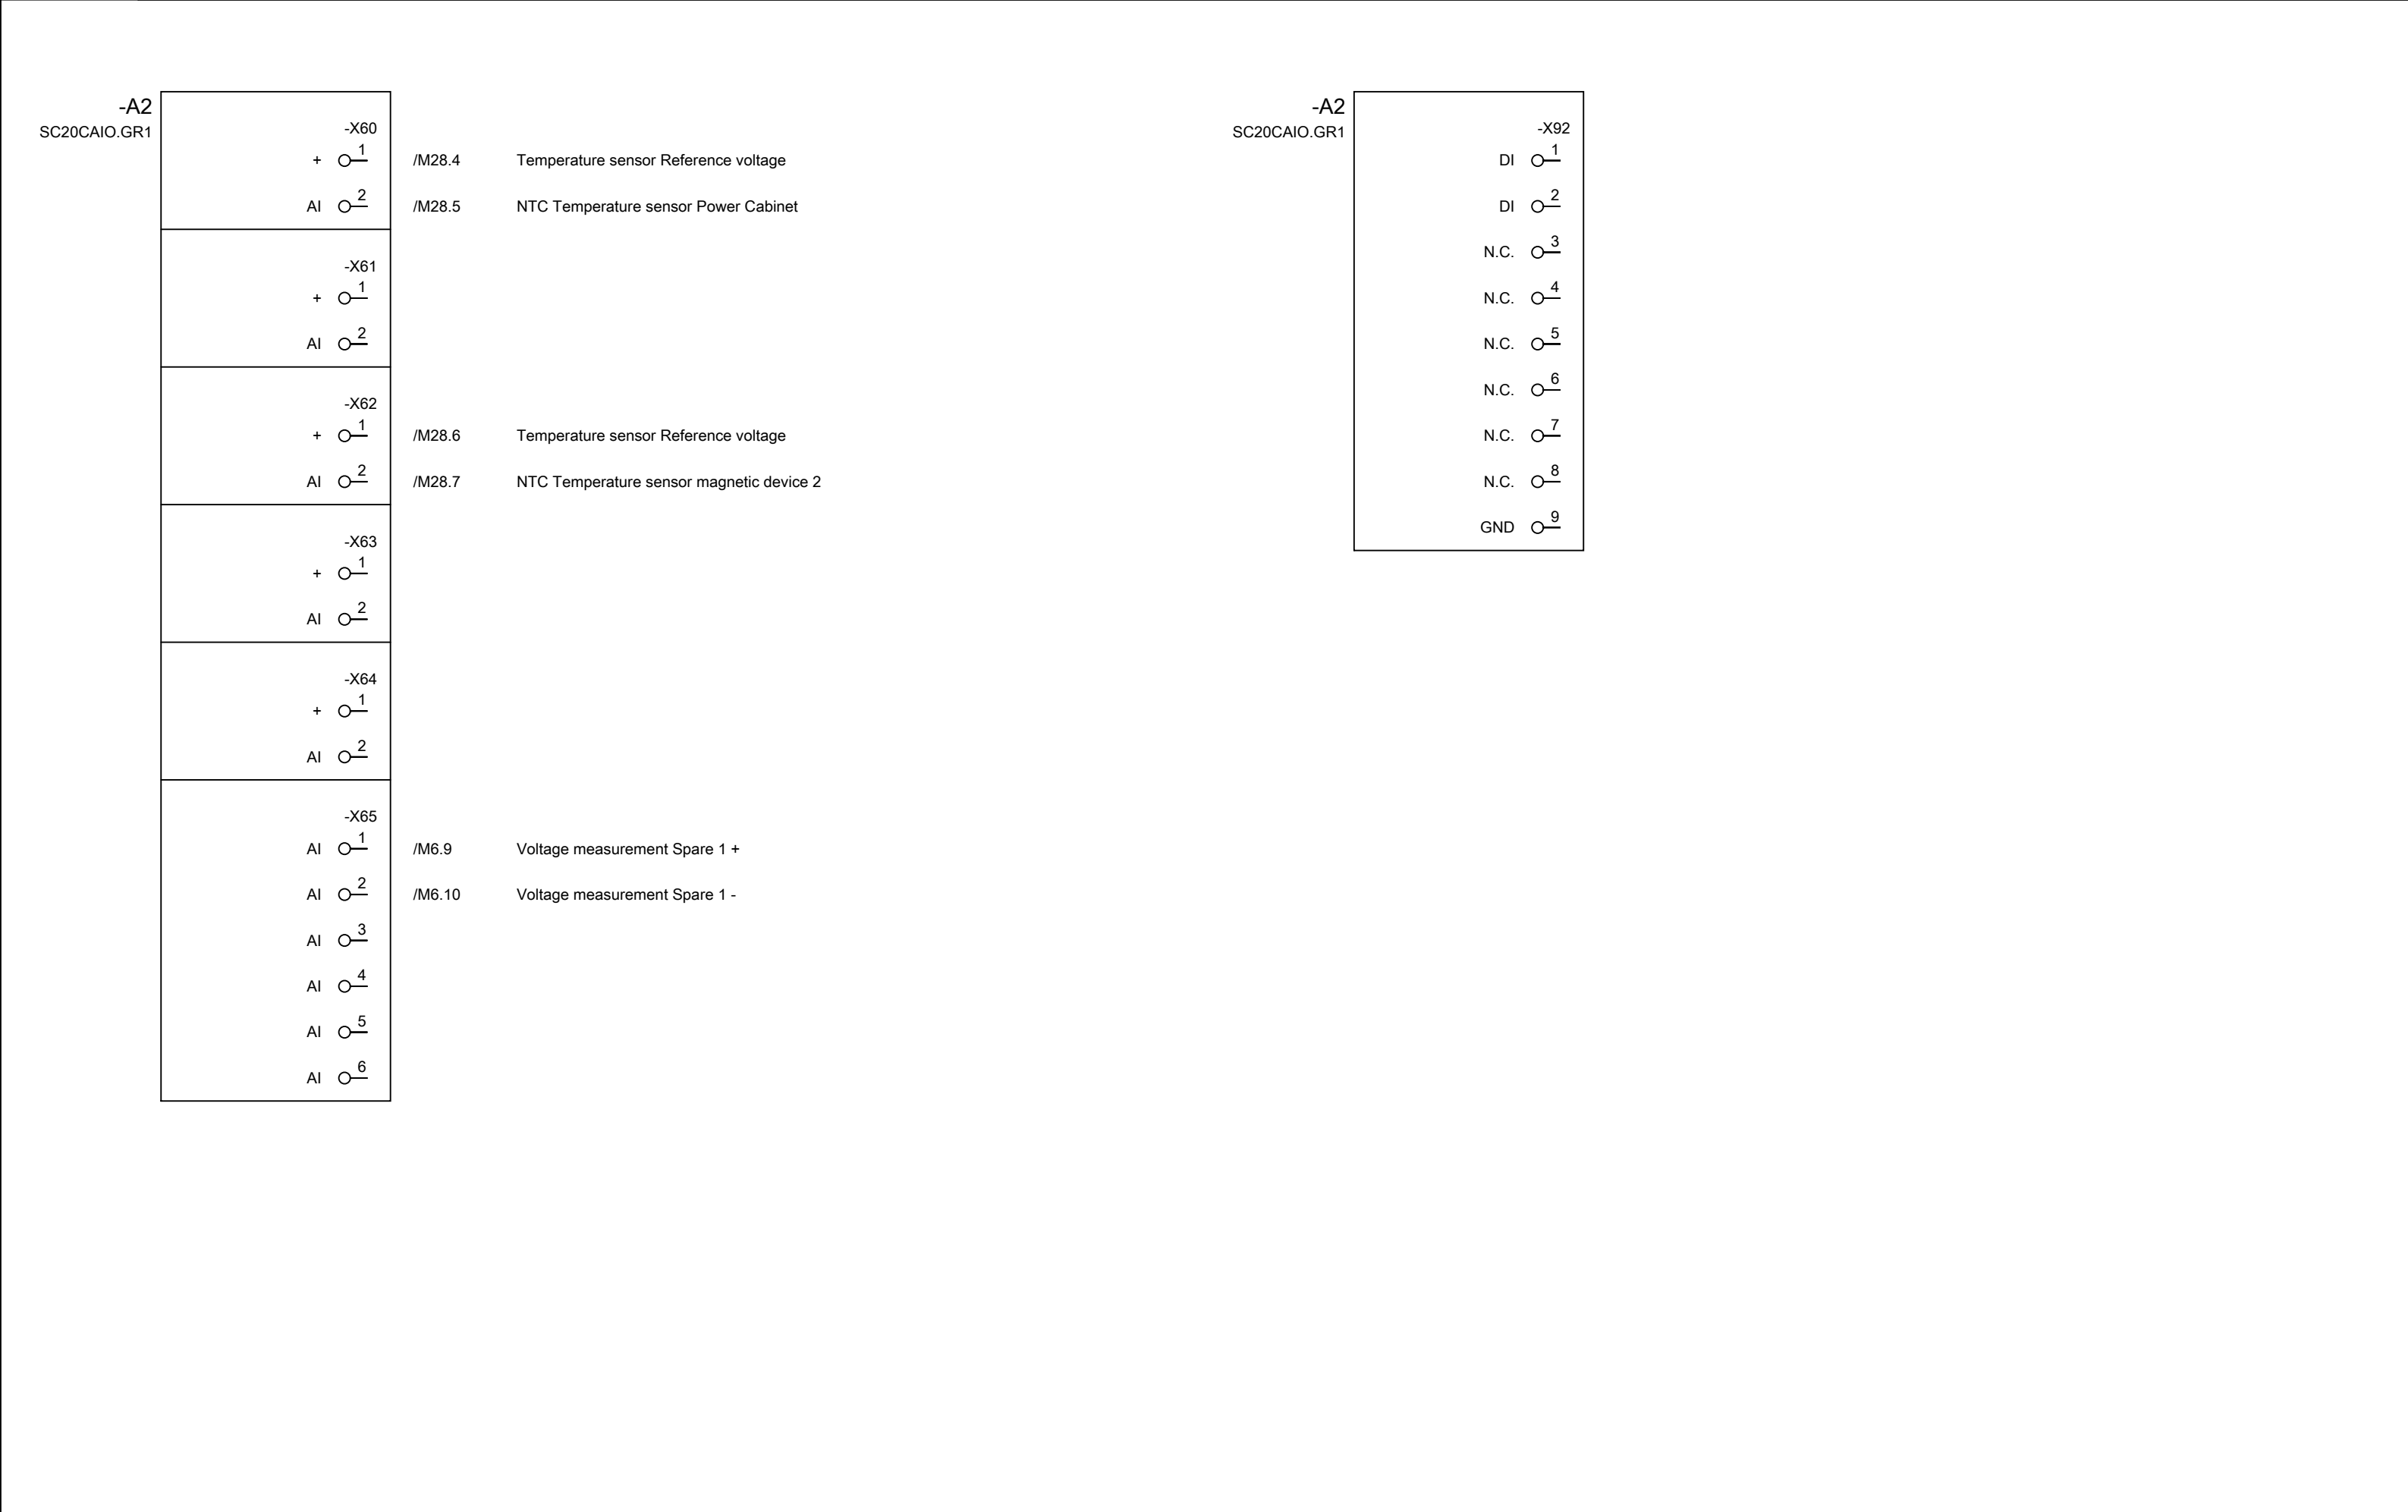 -A2
SC20CAIO.GR1
-X60
+ 1 /M28.4 Temperature sensor Reference voltage
AI 2 /M28.5 NTC Temperature sensor Power Cabinet
-X61
+ 1
AI 2
-X62
+ 1 /M28.6 Temperature sensor Reference voltage
AI 2 /M28.7 NTC Temperature sensor magnetic device 2
-X63
+ 1
AI 2
-X64
+ 1
AI 2
-X65
AI 1 /M6.9 Voltage measurement Spare 1 +
AI 2 /M6.10 Voltage measurement Spare 1 -
AI 3
AI 4
AI 5
AI 6
-A2
SC20CAIO.GR1
-X92
DI 1
DI 2
N.C. 3
N.C. 4
N.C. 5
N.C. 6
N.C. 7
N.C. 8
GND 9